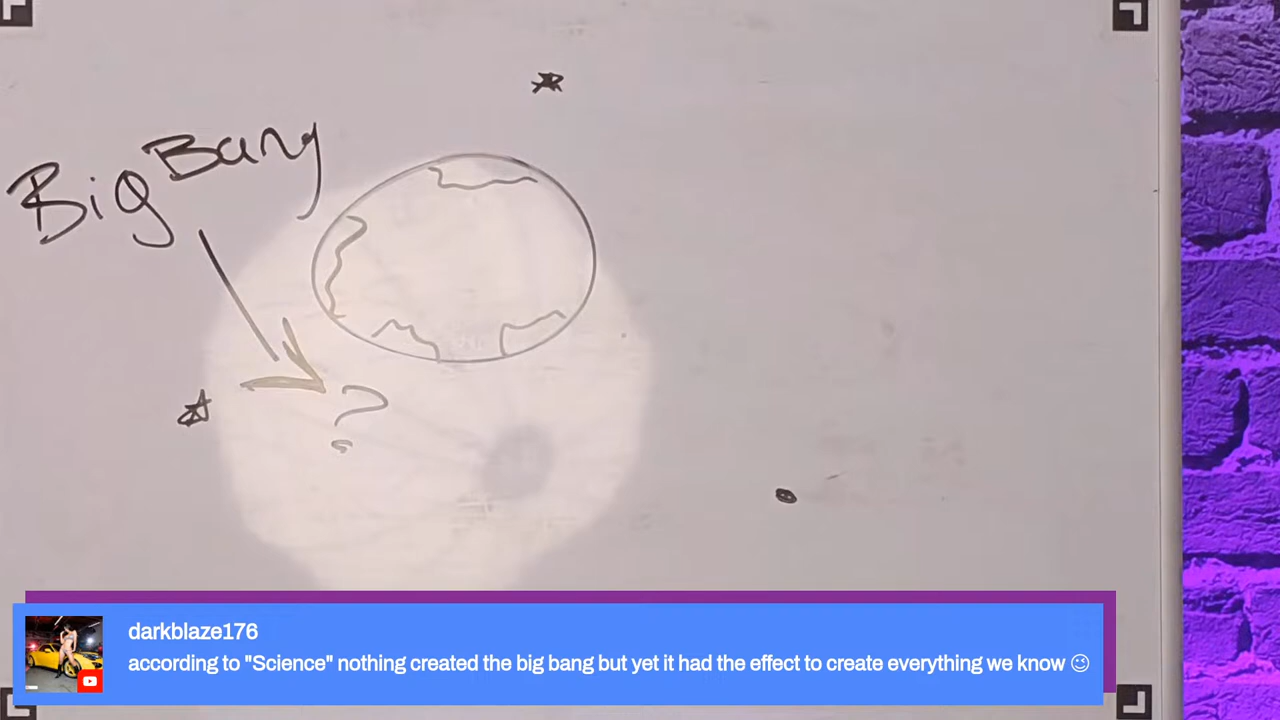 Big Bang
?
darkblaze176
according to "Science" nothing created the big bang but yet it had the effect to create everything we know 😉